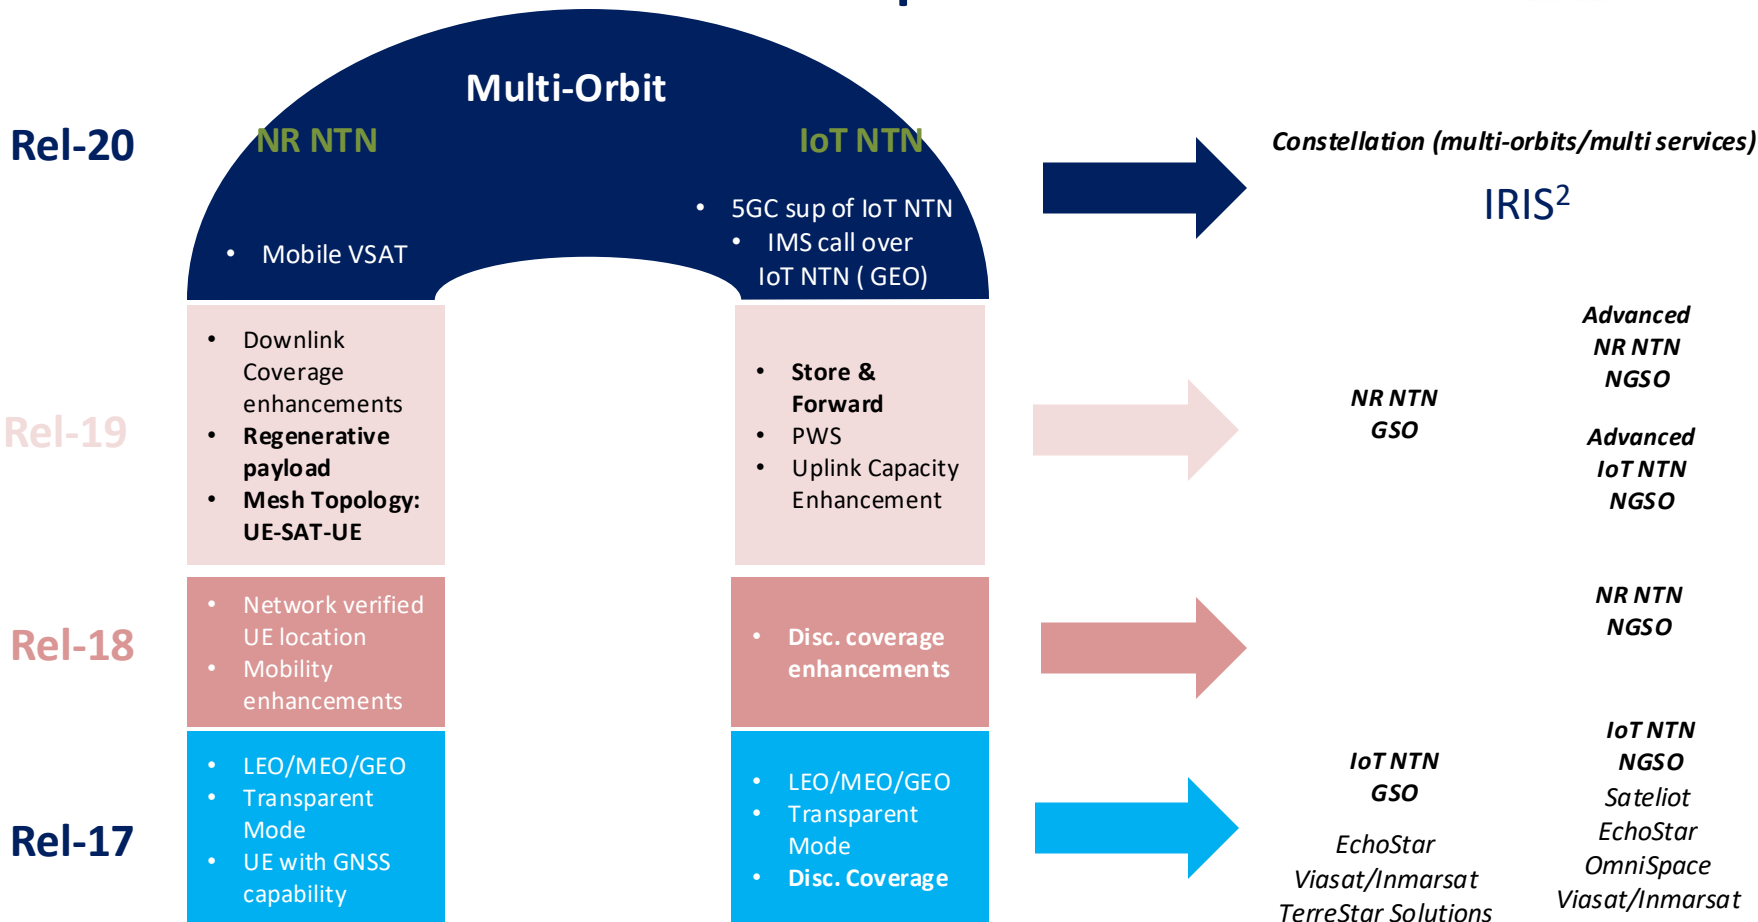 Multi-Orbit
Rel-20
NR NTN
IoT NTN
• Mobile VSAT
• 5GC sup of IoT NTN
• IMS call over
IoT NTN ( GEO)
Constellation (multi-orbits/multi services)
IRIS²
Rel-19
• Downlink
Coverage
enhancements
• Regenerative
payload
• Mesh Topology:
UE-SAT-UE
• Store &
Forward
• PWS
• Uplink Capacity
Enhancement
NR NTN
GSO
Advanced
NR NTN
NGSO
Advanced
IoT NTN
NGSO
Rel-18
• Network verified
UE location
• Mobility
enhancements
• Disc. coverage
enhancements
NR NTN
NGSO
Rel-17
• LEO/MEO/GEO
• Transparent
Mode
• UE with GNSS
capability
• LEO/MEO/GEO
• Transparent
Mode
• Disc. Coverage
IoT NTN
GSO
EchoStar
Viasat/Inmarsat
TerreStar Solutions
IoT NTN
NGSO
Sateliot
EchoStar
OmniSpace
Viasat/Inmarsat